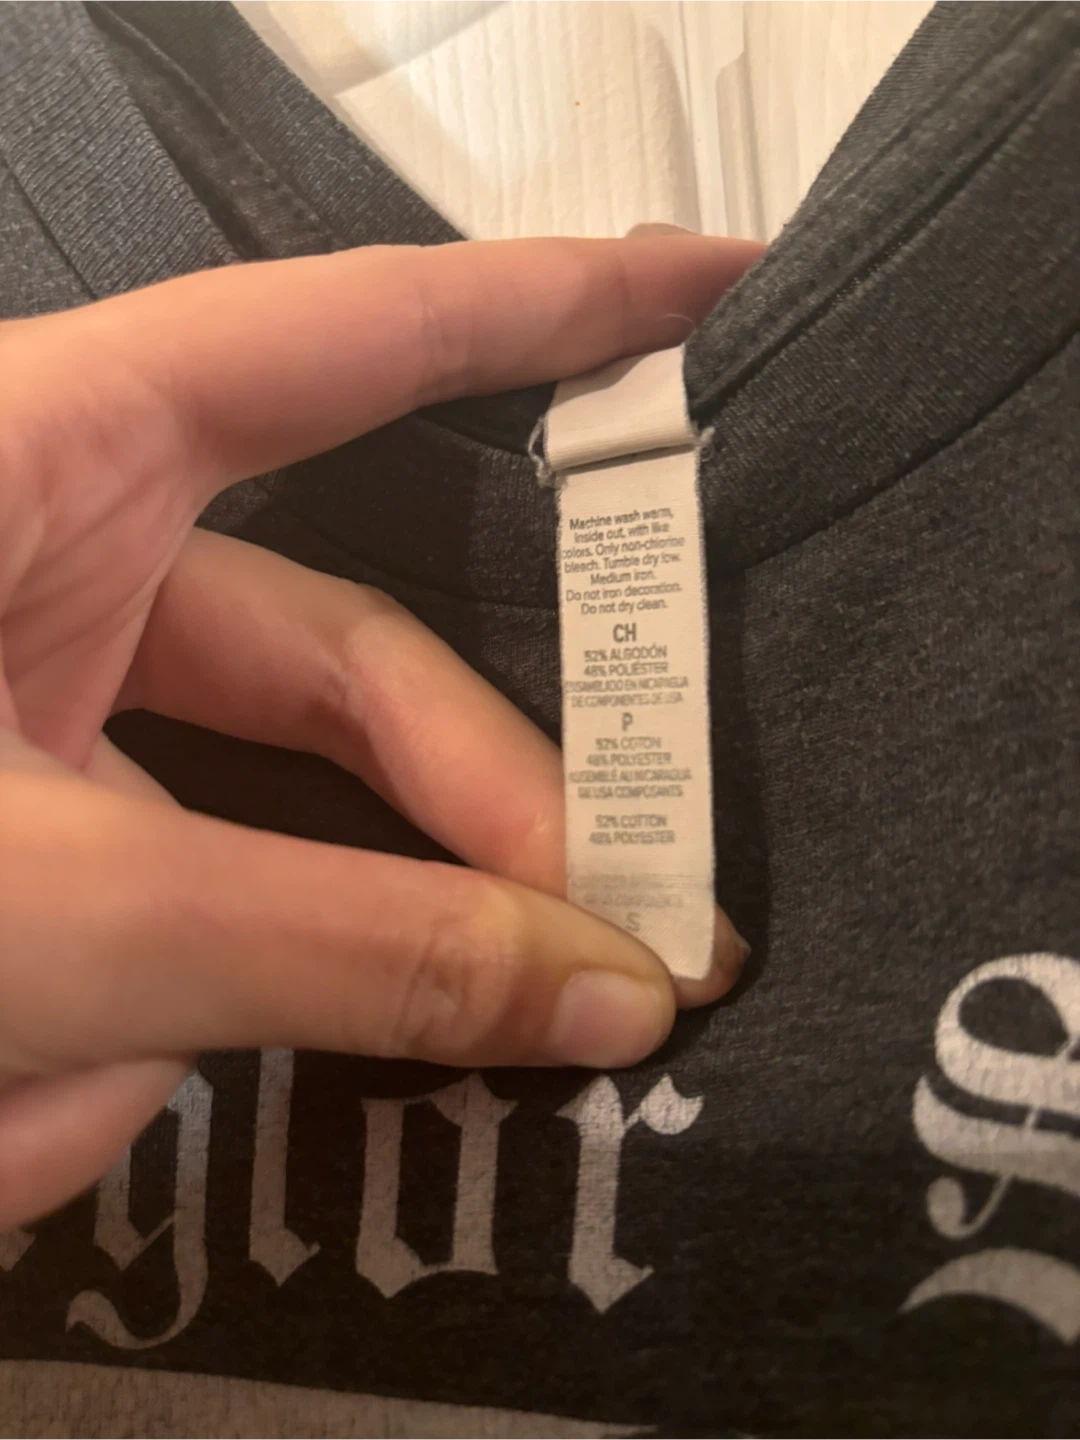 Machine wash warm,
inside out, with like
colors. Only non-chlorine
bleach. Tumble dry low.
Medium iron.
Do not iron decoration.
Do not dry clean.
CH
52% ALGODÓN
48% POLIÉSTER
ENSAMBLADO EN NICARAGUA
DE COMPONENTES DE USA
P
52% COTON
48% POLYESTER
ASSEMBLÉ AU NICARAGUA
DE USA COMPOSANTS
52% COTTON
48% POLYESTER
S
ylor S